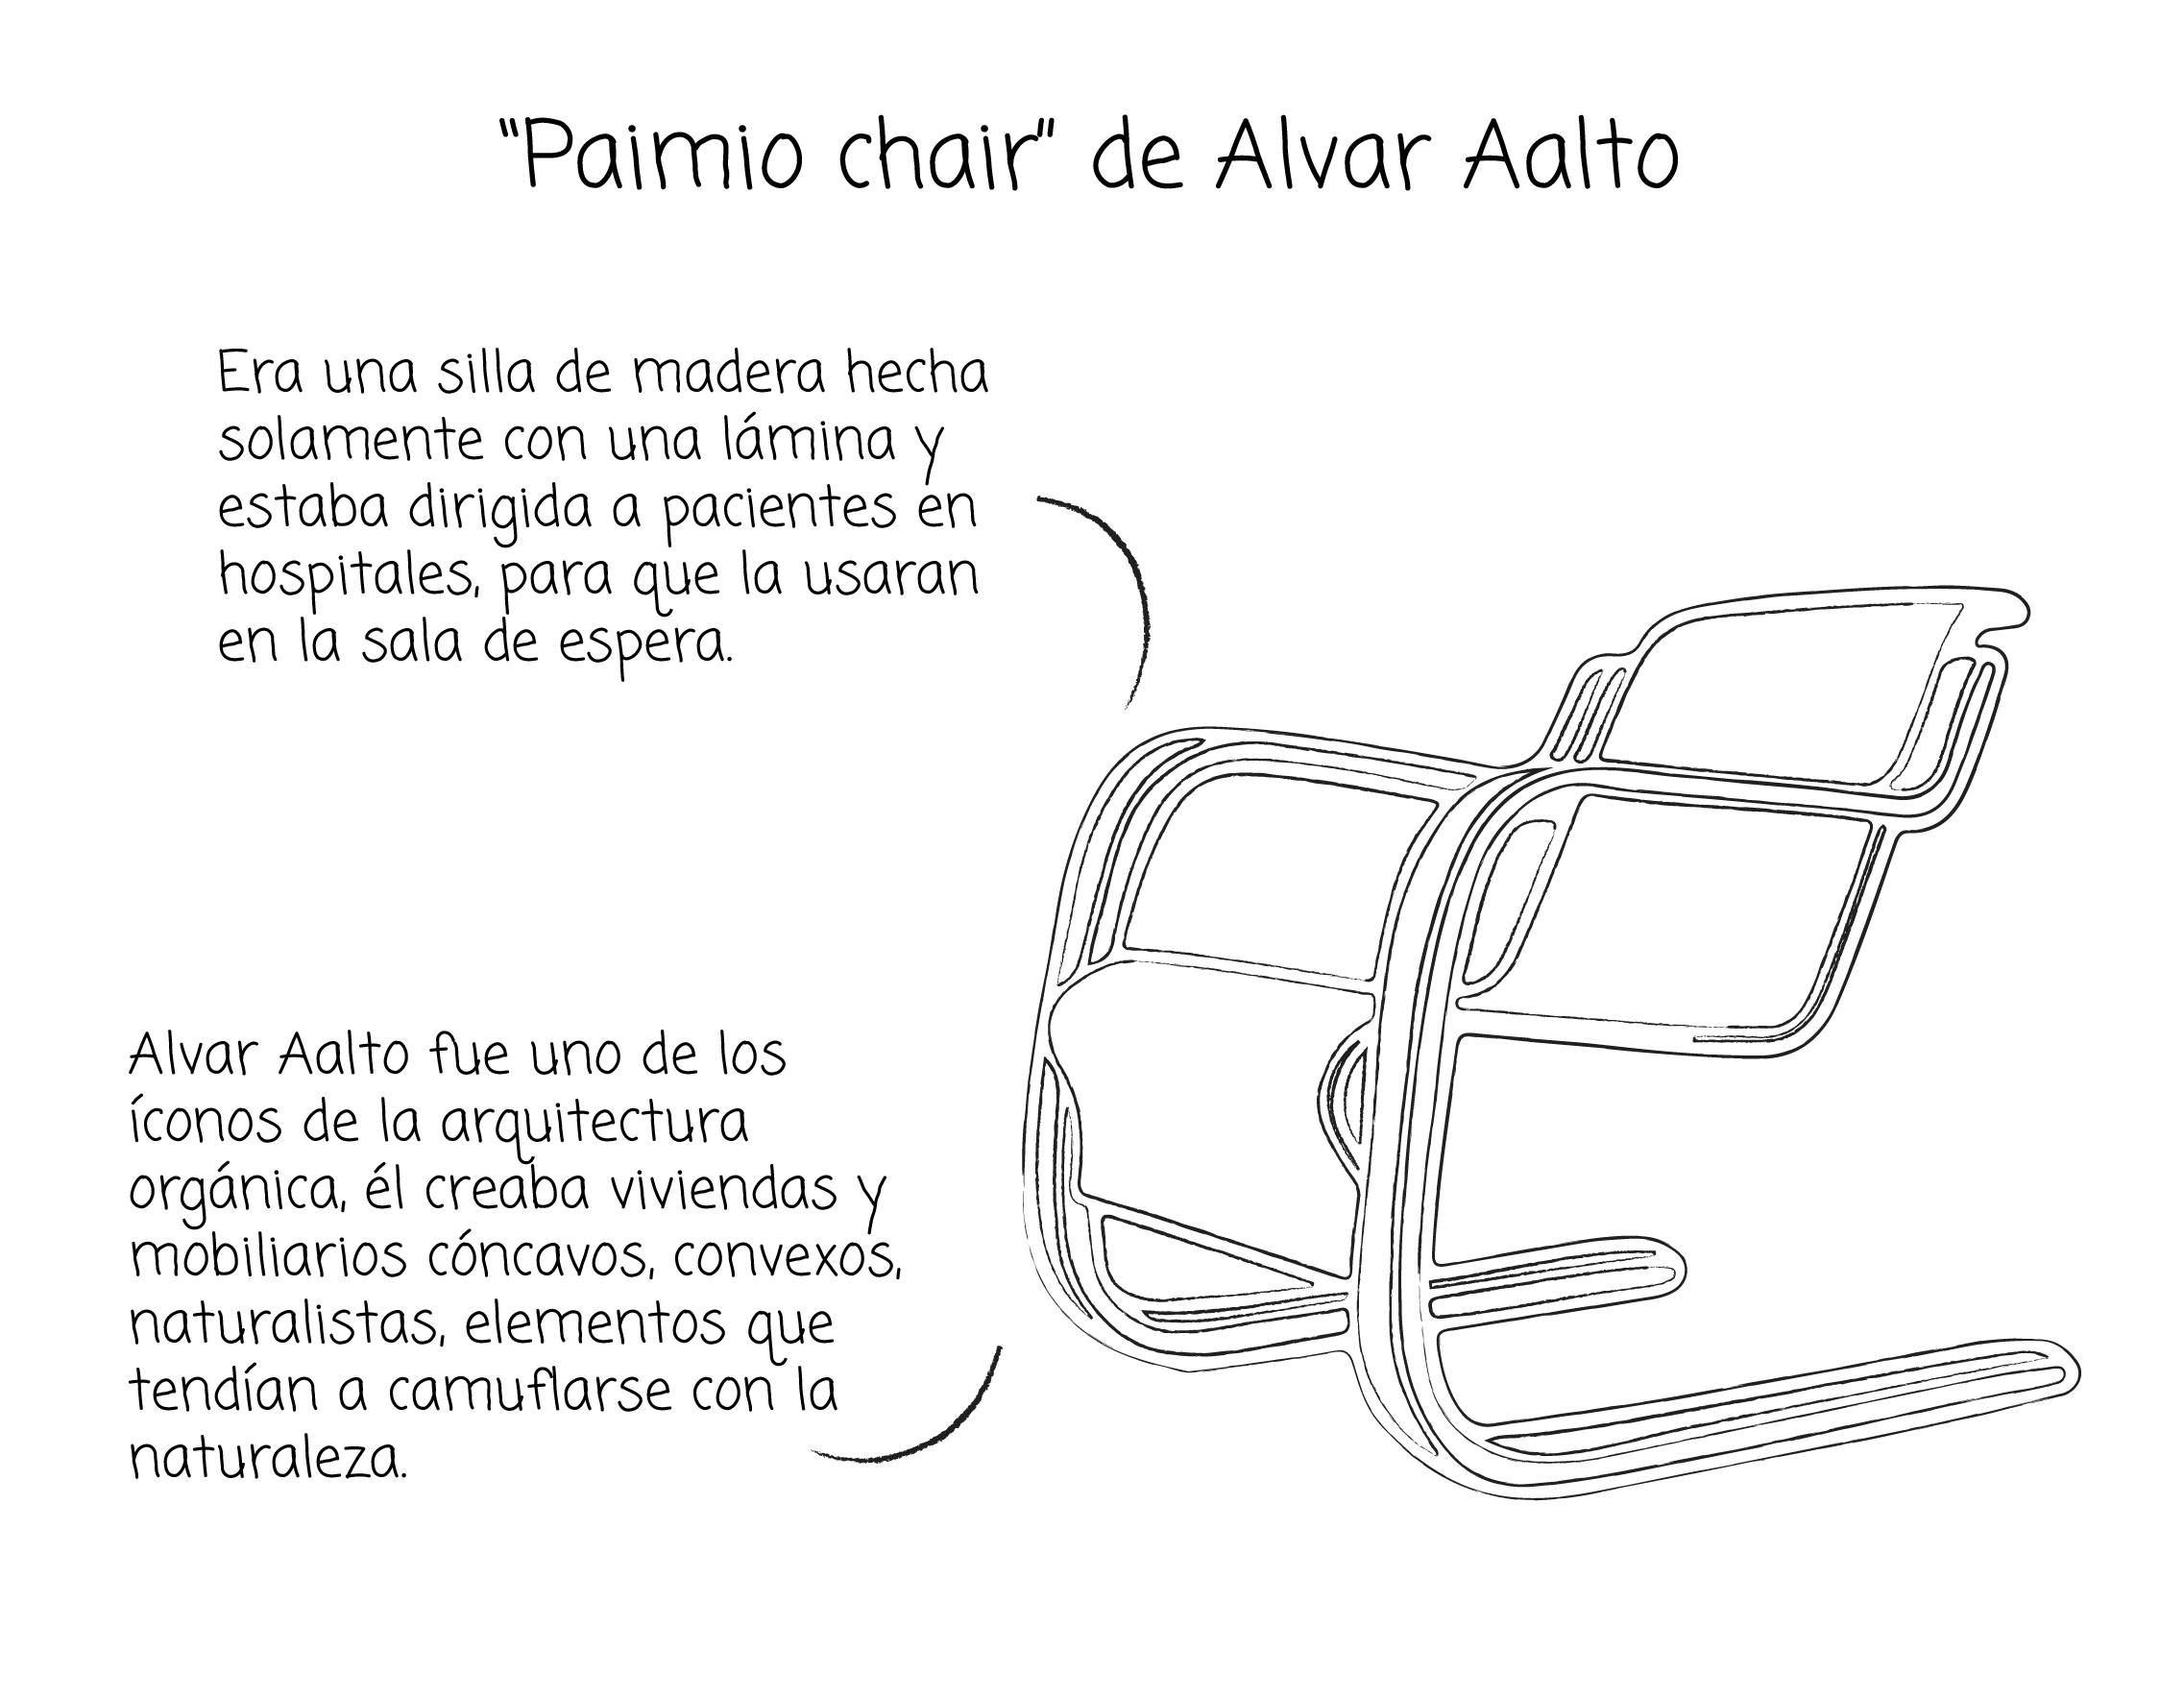 "Paimio chair" de Alvar Aalto
Era una silla de madera hecha
solamente con una lámina y
estaba dirigida a pacientes en
hospitales, para que la usaran
en la sala de espera.
Alvar Aalto fue uno de los
íconos de la arquitectura
orgánica, él creaba viviendas y
mobiliarios cóncavos, convexos,
naturalistas, elementos que
tendían a camuflarse con la
naturaleza.